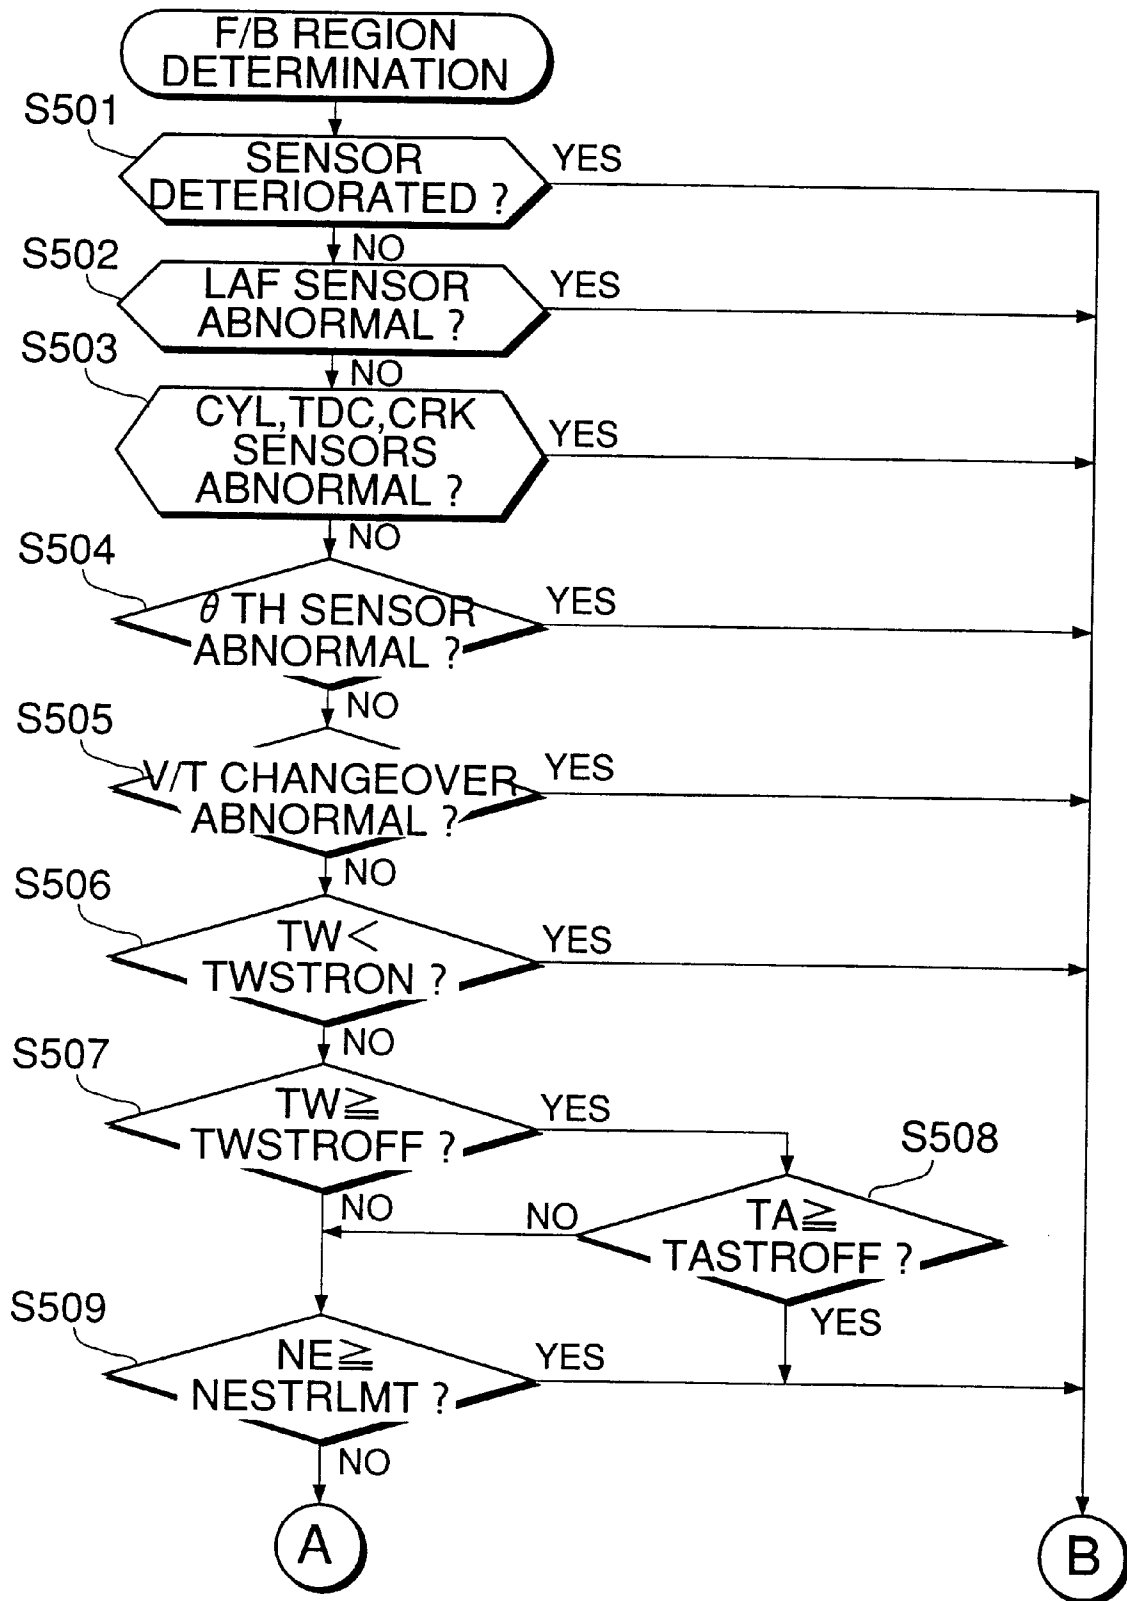 F/B REGION
DETERMINATION
S501
SENSOR
DETERIORATED ?
YES
NO
S502
LAF SENSOR
ABNORMAL ?
YES
NO
S503
CYL,TDC,CRK
SENSORS
ABNORMAL ?
YES
NO
S504
θ TH SENSOR
ABNORMAL ?
YES
NO
S505
V/T CHANGEOVER
ABNORMAL ?
YES
NO
S506
TW<
TWSTRON ?
YES
NO
S507
TW≧
TWSTROFF ?
YES
NO
S508
TA≧
TASTROFF ?
NO
YES
S509
NE≧
NESTRLMT ?
YES
NO
A
B